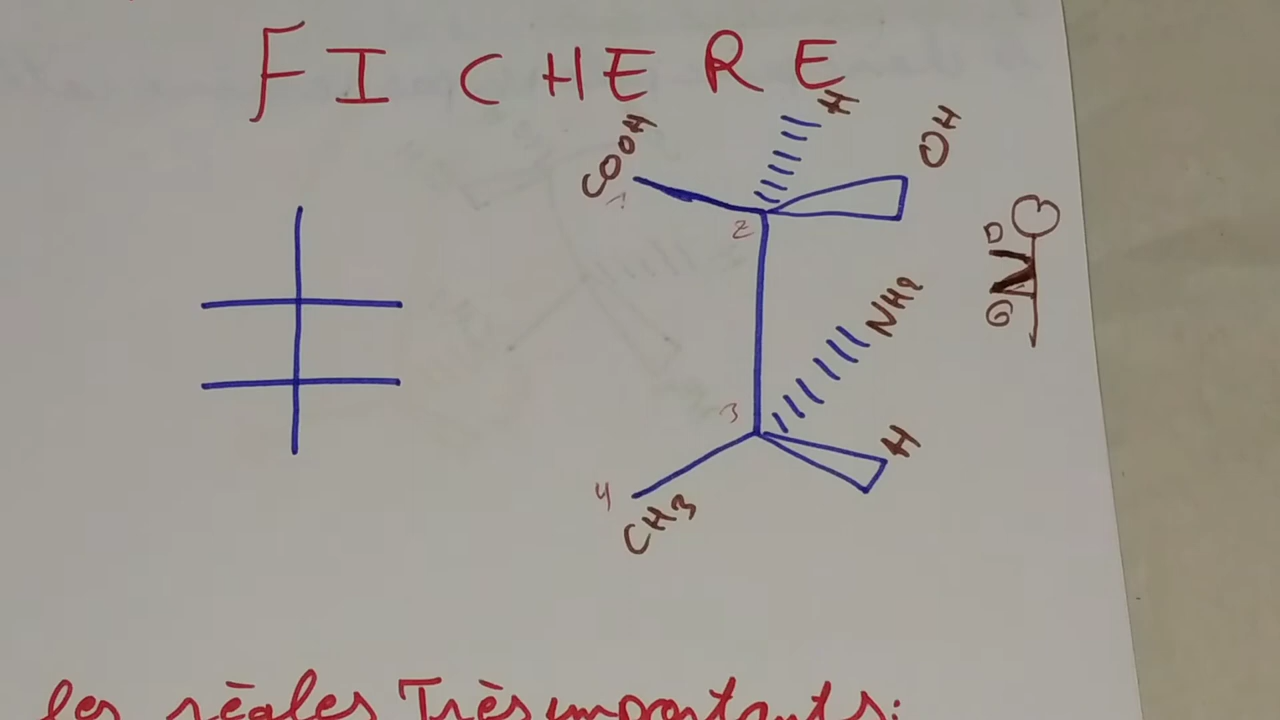 FICHERE
H
COOH
OH
1
2
NH2
3
H
4
CH3
les règles Très importants: